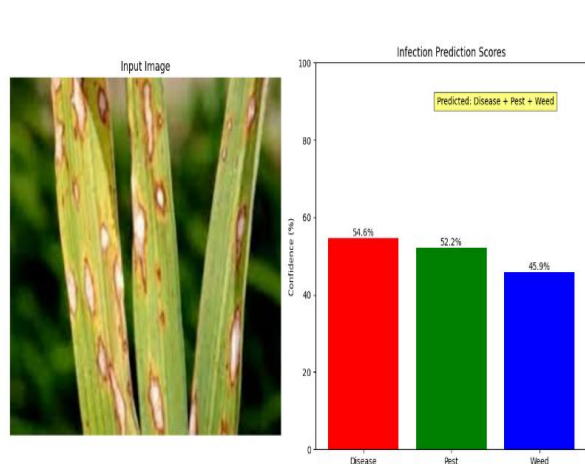 Input Image
Infection Prediction Scores
Predicted: Disease + Pest + Weed
Confidence (%)
100
80
60
40
20
0
54.6%
52.2%
45.9%
Disease
Pest
Weed